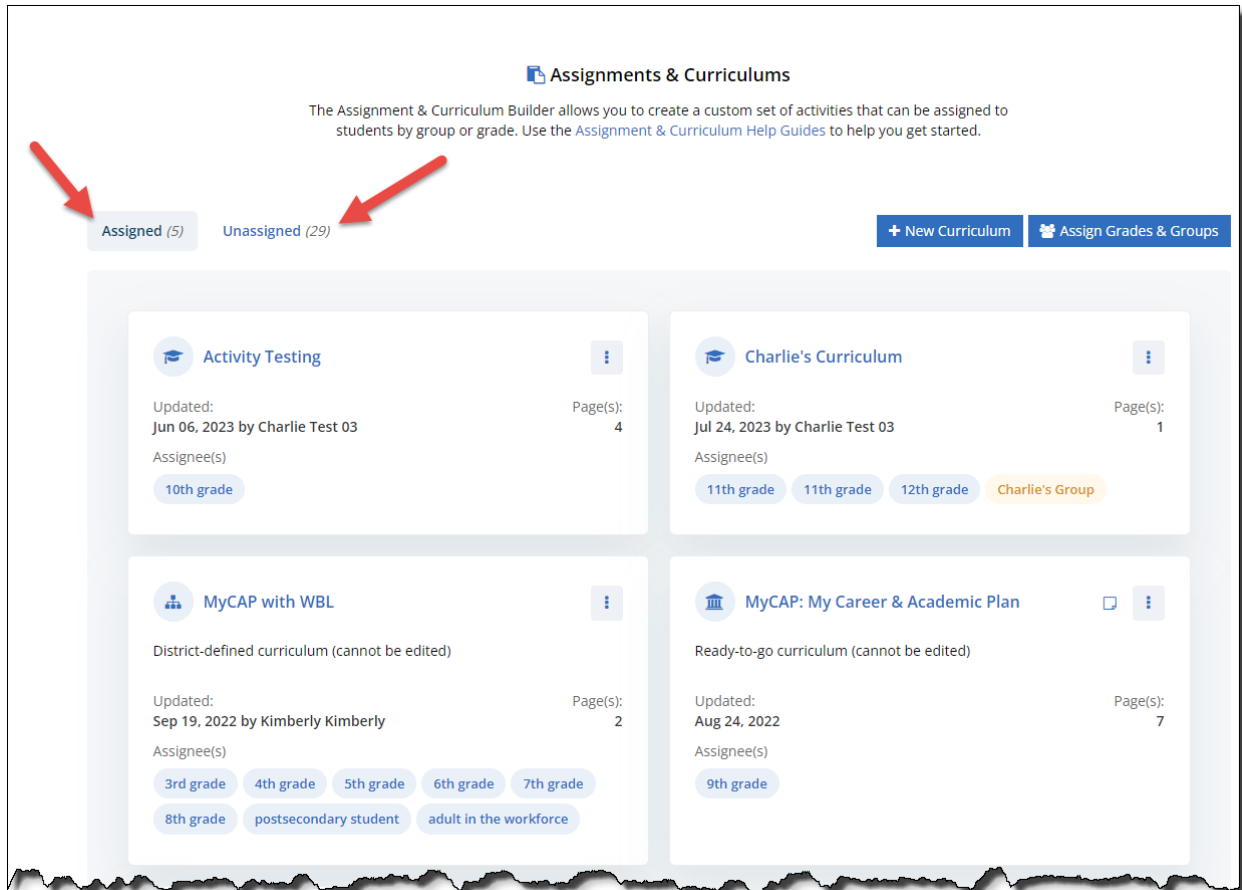 Assignments & Curriculums
The Assignment & Curriculum Builder allows you to create a custom set of activities that can be assigned to
students by group or grade. Use the Assignment & Curriculum Help Guides to help you get started.
Assigned (5) Unassigned (29) + New Curriculum Assign Grades & Groups
Activity Testing
Updated: Page(s):
Jun 06, 2023 by Charlie Test 03 4
Assignee(s)
10th grade
Charlie's Curriculum
Updated: Page(s):
Jul 24, 2023 by Charlie Test 03 1
Assignee(s)
11th grade 11th grade 12th grade Charlie's Group
MyCAP with WBL
District-defined curriculum (cannot be edited)
Updated: Page(s):
Sep 19, 2022 by Kimberly Kimberly 2
Assignee(s)
3rd grade 4th grade 5th grade 6th grade 7th grade
8th grade postsecondary student adult in the workforce
MyCAP: My Career & Academic Plan
Ready-to-go curriculum (cannot be edited)
Updated: Page(s):
Aug 24, 2022 7
Assignee(s)
9th grade